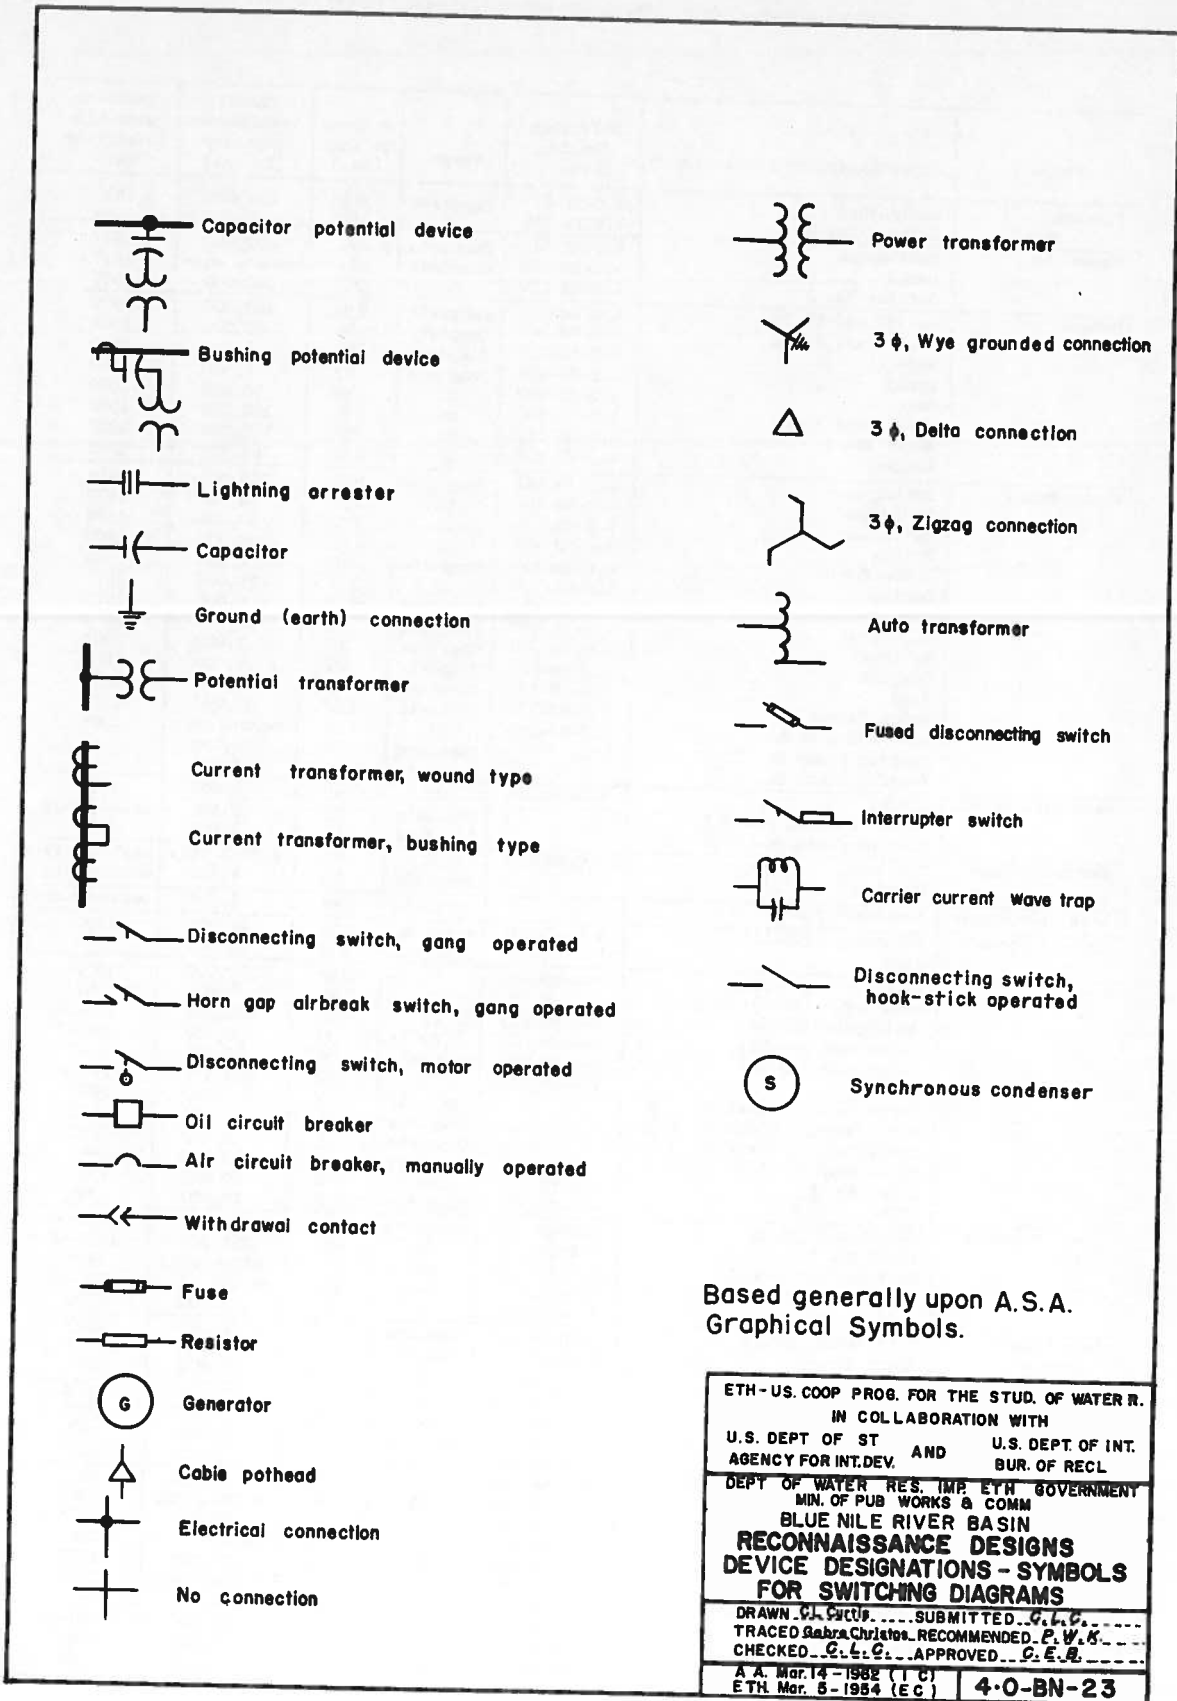 Capacitor potential device
Bushing potential device
Lightning arrester
Capacitor
Ground (earth) connection
Potential transformer
Current transformer, wound type
Current transformer, bushing type
Disconnecting switch, gang operated
Horn gap airbreak switch, gang operated
Disconnecting switch, motor operated
Oil circuit breaker
Air circuit breaker, manually operated
Withdrawal contact
Fuse
Resistor
G Generator
Cable pothead
Electrical connection
No connection
Power transformer
3 ϕ, Wye grounded connection
3 ϕ, Delta connection
3 ϕ, Zigzag connection
Auto transformer
Fused disconnecting switch
Interrupter switch
Carrier current wave trap
Disconnecting switch,
hook-stick operated
S Synchronous condenser
Based generally upon A.S.A.
Graphical Symbols.
ETH-US. COOP PROG. FOR THE STUD. OF WATER R.
IN COLLABORATION WITH
U.S. DEPT OF ST AND U.S. DEPT. OF INT.
AGENCY FOR INT. DEV. BUR. OF RECL
DEPT OF WATER RES. IMP. ETH GOVERNMENT
MIN. OF PUB WORKS & COMM
BLUE NILE RIVER BASIN
RECONNAISSANCE DESIGNS
DEVICE DESIGNATIONS - SYMBOLS
FOR SWITCHING DIAGRAMS
DRAWN C.L. Curtis SUBMITTED C.L.C.
TRACED Gabra Christos RECOMMENDED P.W.K.
CHECKED C.L.C. APPROVED C.E.B.
A A. Mar. 14 - 1962 (I C)
ETH. Mar. 5 - 1954 (E C)
4·0-BN-23